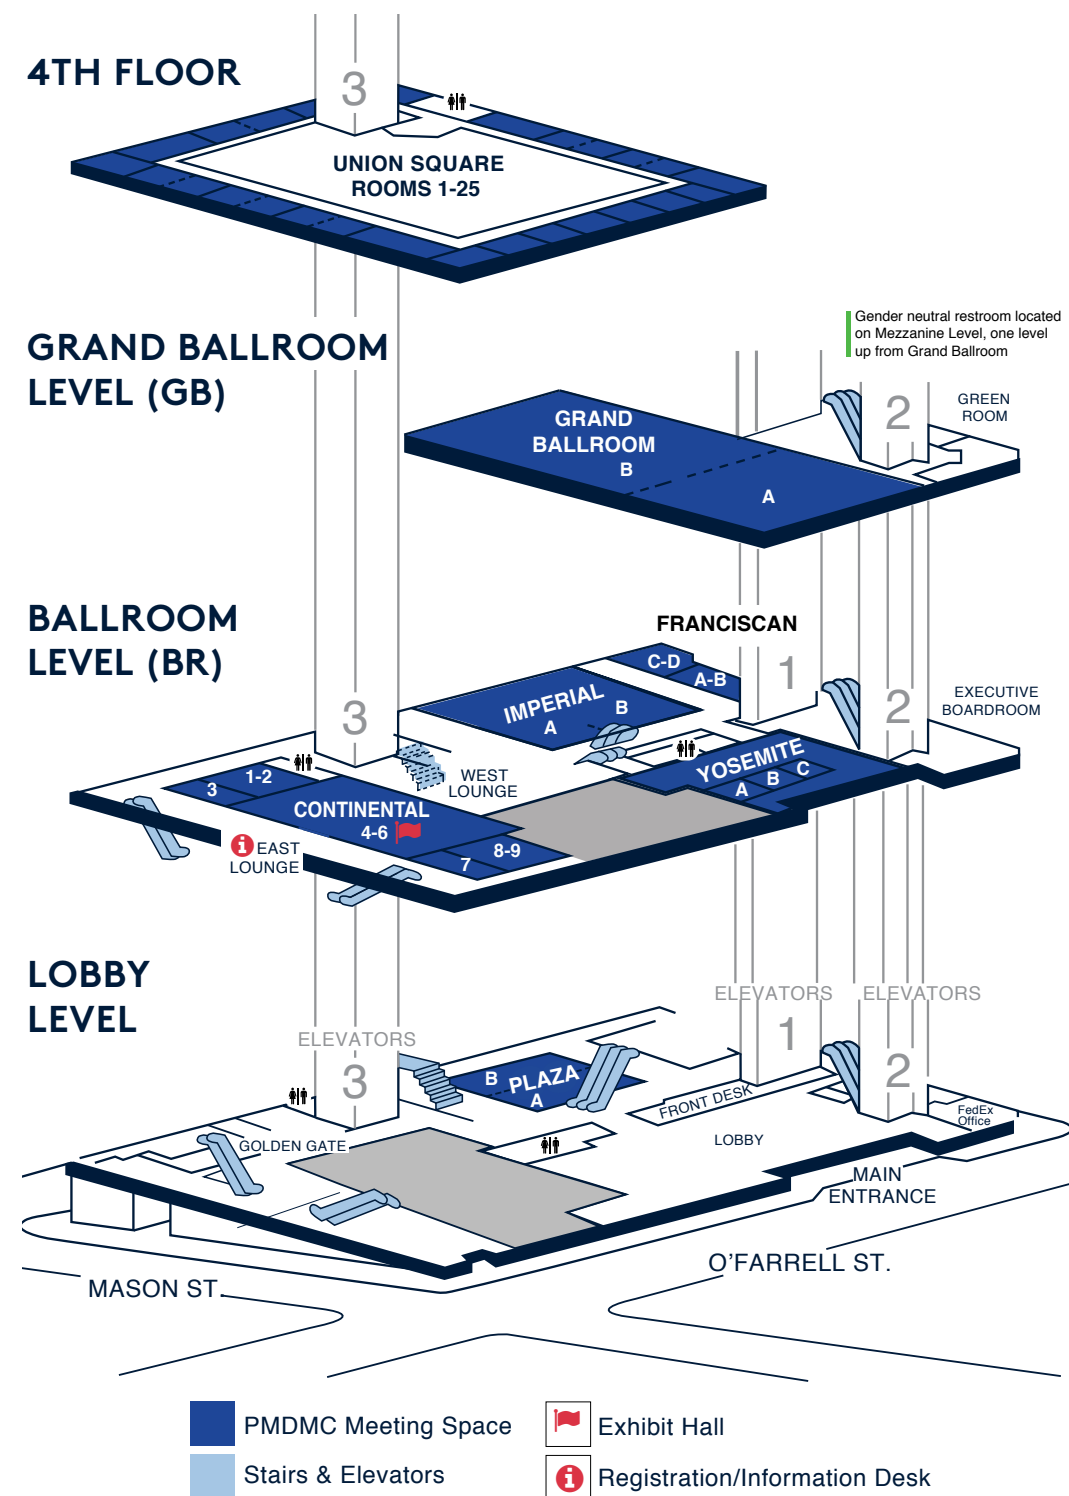 4TH FLOOR
3
UNION SQUARE
ROOMS 1-25
GRAND BALLROOM
LEVEL (GB)
Gender neutral restroom located
on Mezzanine Level, one level
up from Grand Ballroom
GREEN
ROOM
2
GRAND
BALLROOM
B
A
BALLROOM
LEVEL (BR)
FRANCISCAN
C-D
A-B
1
2
EXECUTIVE
BOARDROOM
IMPERIAL
A
B
3
YOSEMITE
A
B
C
WEST
LOUNGE
1-2
3
CONTINENTAL
4-6
8-9
7
i
EAST
LOUNGE
LOBBY
LEVEL
ELEVATORS
ELEVATORS
ELEVATORS
1
2
3
B
PLAZA
A
FRONT DESK
FedEx
Office
GOLDEN GATE
LOBBY
MAIN
ENTRANCE
O'FARRELL ST.
MASON ST.
PMDMC Meeting Space
Exhibit Hall
Stairs & Elevators
i
Registration/Information Desk